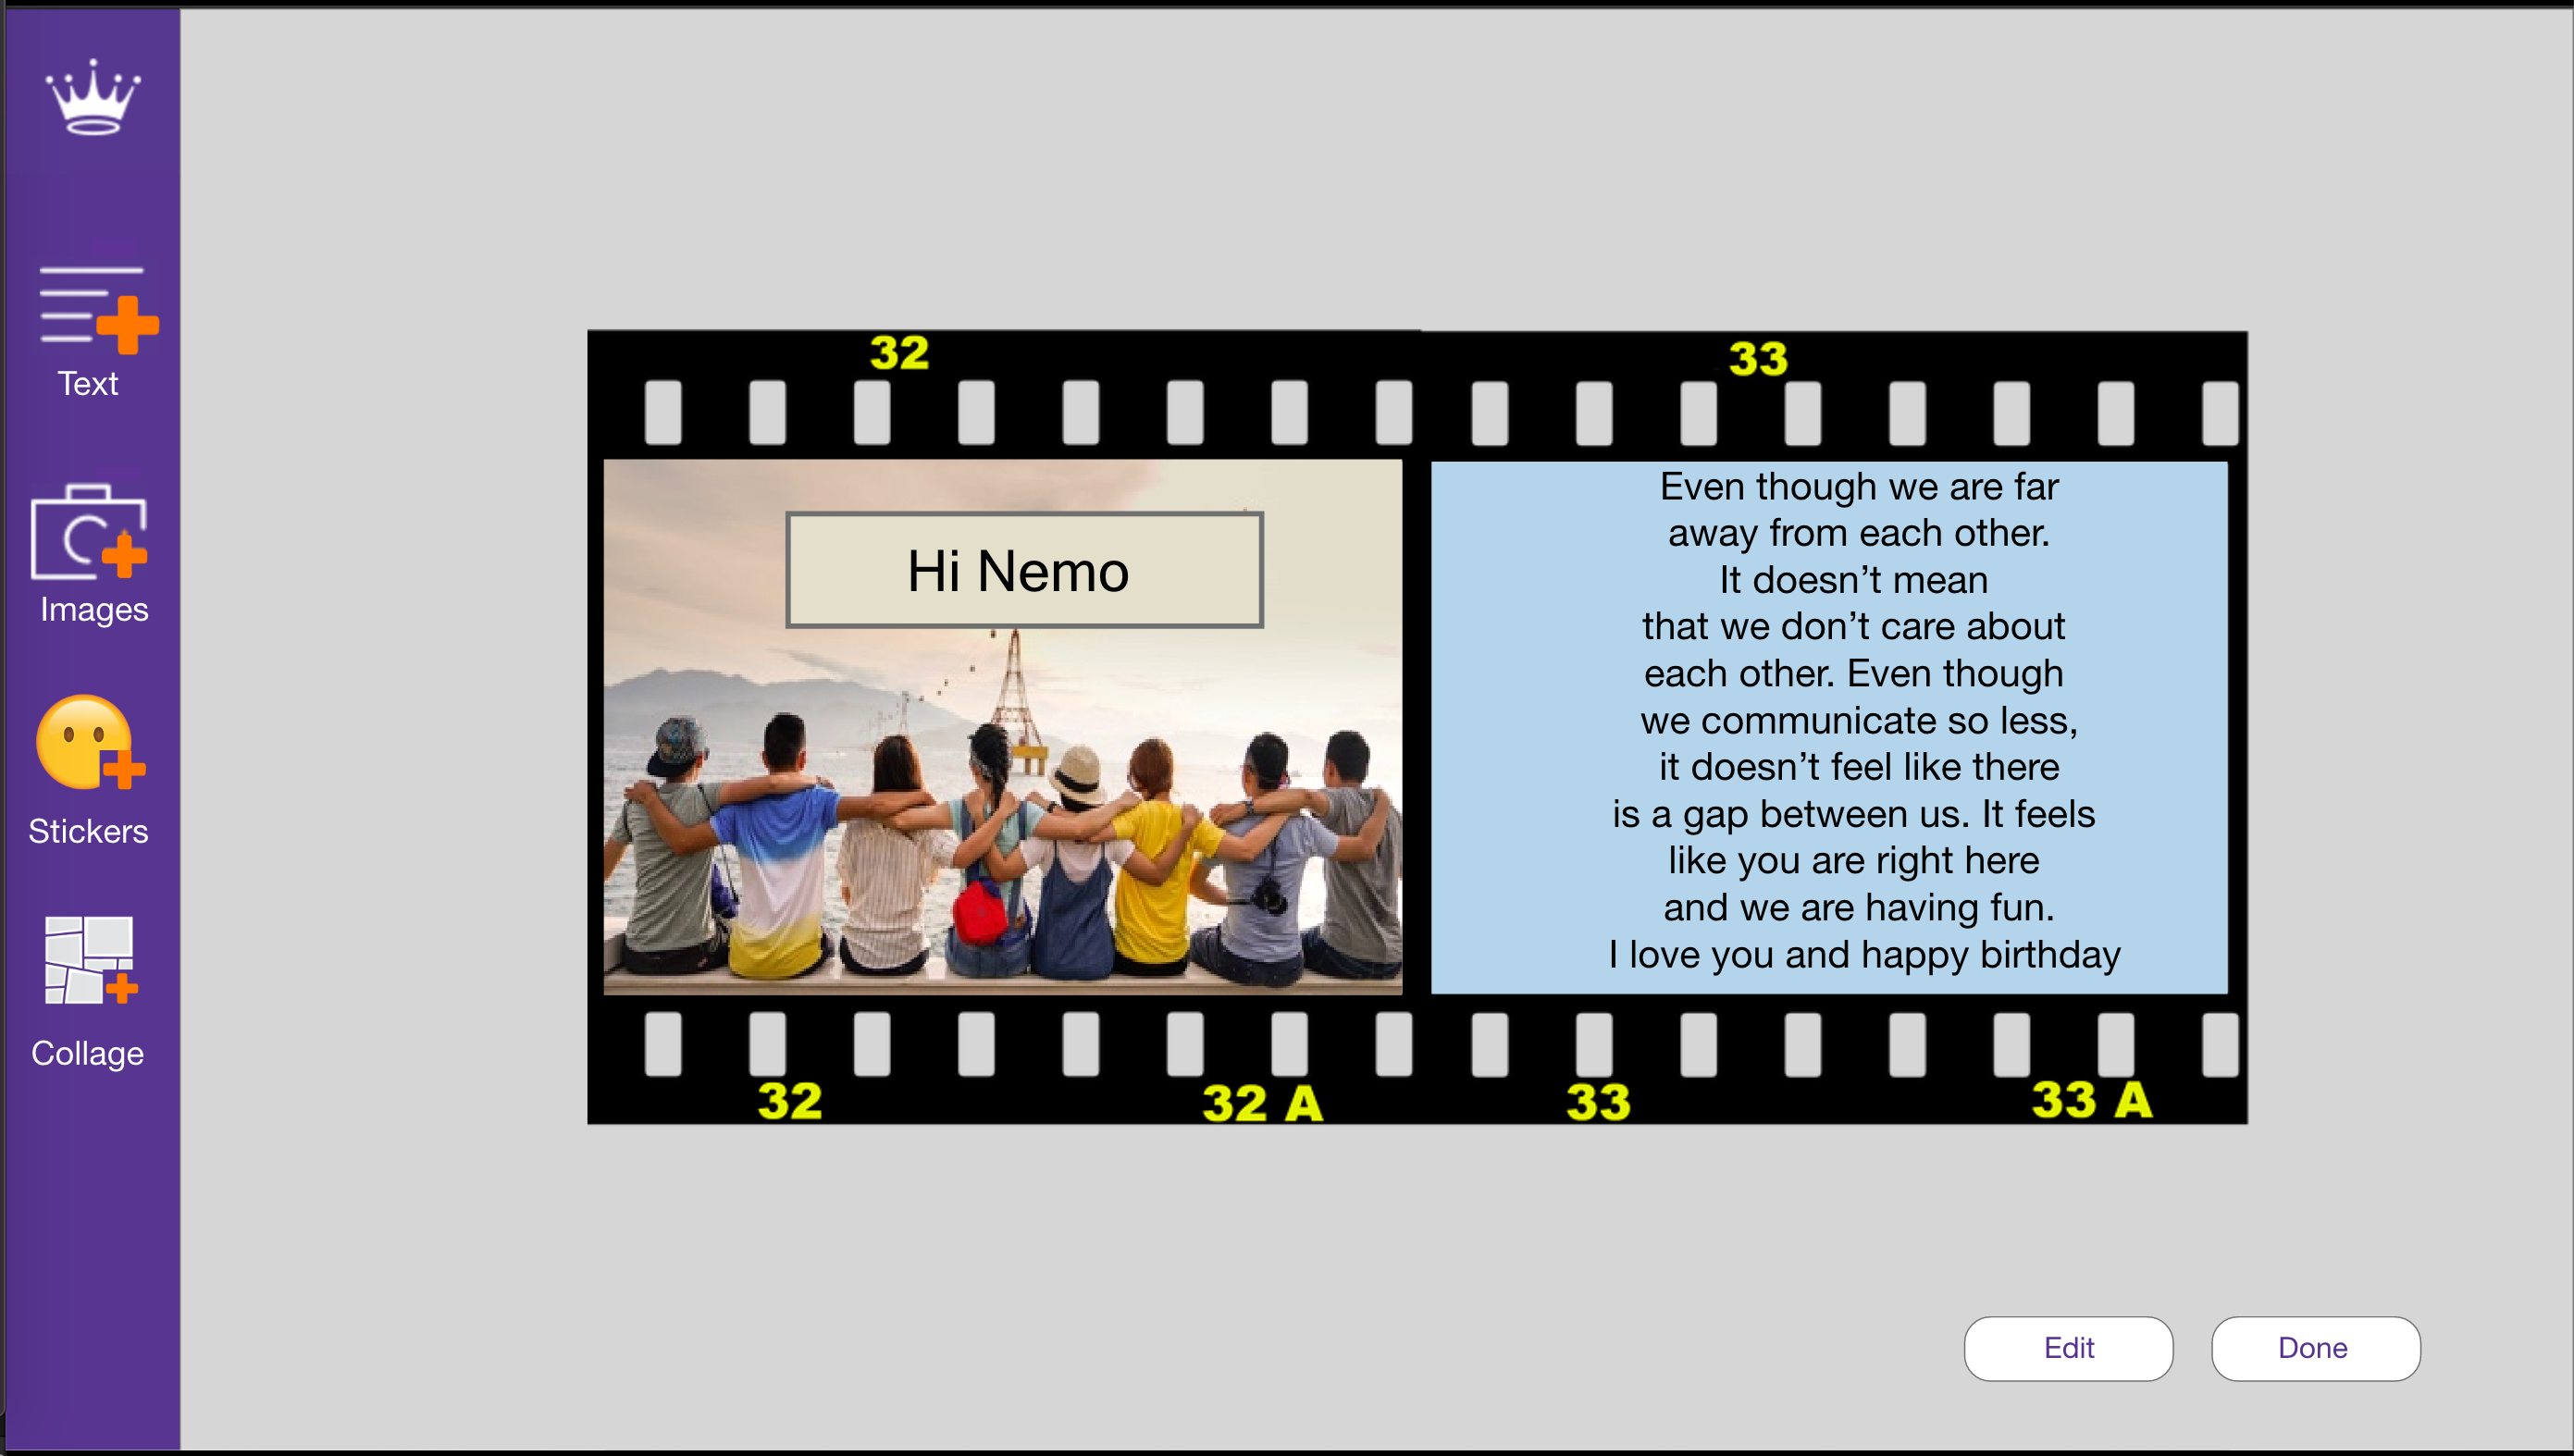 Text
Images
Stickers
Collage
32
33
Hi Nemo
Even though we are far
away from each other.
It doesn’t mean
that we don’t care about
each other. Even though
we communicate so less,
it doesn’t feel like there
is a gap between us. It feels
like you are right here
and we are having fun.
I love you and happy birthday
32
32 A
33
33 A
Edit
Done